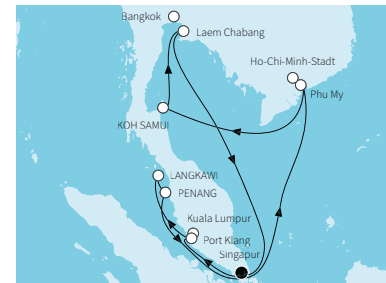 Bangkok
Laem Chabang
Ho-Chi-Minh-Stadt
Phu My
KOH SAMUI
LANGKAWI
PENANG
Kuala Lumpur
Port Klang
Singapur